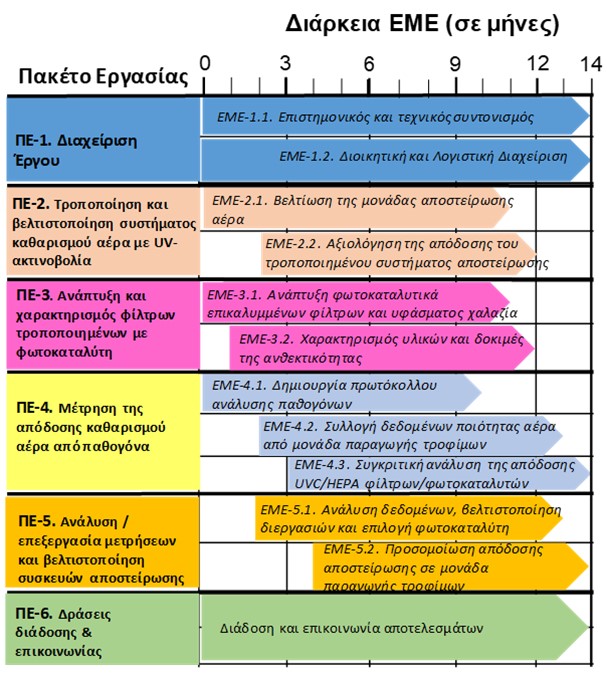 Διάρκεια ΕΜΕ (σε μήνες)
Πακέτο Εργασίας
0 3 6 9 12 14
ΠΕ-1. Διαχείριση
Έργου
ΕΜΕ-1.1. Επιστημονικός και τεχνικός συντονισμός
ΕΜΕ-1.2. Διοικητική και Λογιστική Διαχείριση
ΠΕ-2. Τροποποίηση και
βελτιστοποίηση συστήματος
καθαρισμού αέρα με UV-
ακτινοβολία
ΕΜΕ-2.1. Βελτίωση της μονάδας αποστείρωσης
αέρα
ΕΜΕ-2.2. Αξιολόγηση της απόδοσης του
τροποποιημένου συστήματος αποστείρωσης
ΠΕ-3. Ανάπτυξη και
χαρακτηρισμός φίλτρων
τροποποιημένων με
φωτοκαταλύτη
ΕΜΕ-3.1. Ανάπτυξη φωτοκαταλυτικά
επικαλυμμένων φίλτρων και υφάσματος χαλαζία
ΕΜΕ-3.2. Χαρακτηρισμός υλικών και δοκιμές
της ανθεκτικότητας
ΠΕ-4. Μέτρηση της
απόδοσης καθαρισμού
αέρα από παθογόνα
ΕΜΕ-4.1. Δημιουργία πρωτόκολλου
ανάλυσης παθογόνων
ΕΜΕ-4.2. Συλλογή δεδομένων ποιότητας αέρα
από μονάδα παραγωγής τροφίμων
ΕΜΕ-4.3. Συγκριτική ανάλυση της απόδοσης
UVC/HEPA φίλτρων/φωτοκαταλυτών
ΠΕ-5. Ανάλυση /
επεξεργασία μετρήσεων
και βελτιστοποίηση
συσκευών αποστείρωσης
ΕΜΕ-5.1. Ανάλυση δεδομένων, βελτιστοποίηση
διεργασιών και επιλογή φωτοκαταλύτη
ΕΜΕ-5.2. Προσομοίωση απόδοσης
αποστείρωσης σε μονάδα
παραγωγής τροφίμων
ΠΕ-6. Δράσεις
διάδοσης &
επικοινωνίας
Διάδοση και επικοινωνία αποτελεσμάτων
0 3 6 9 12 14